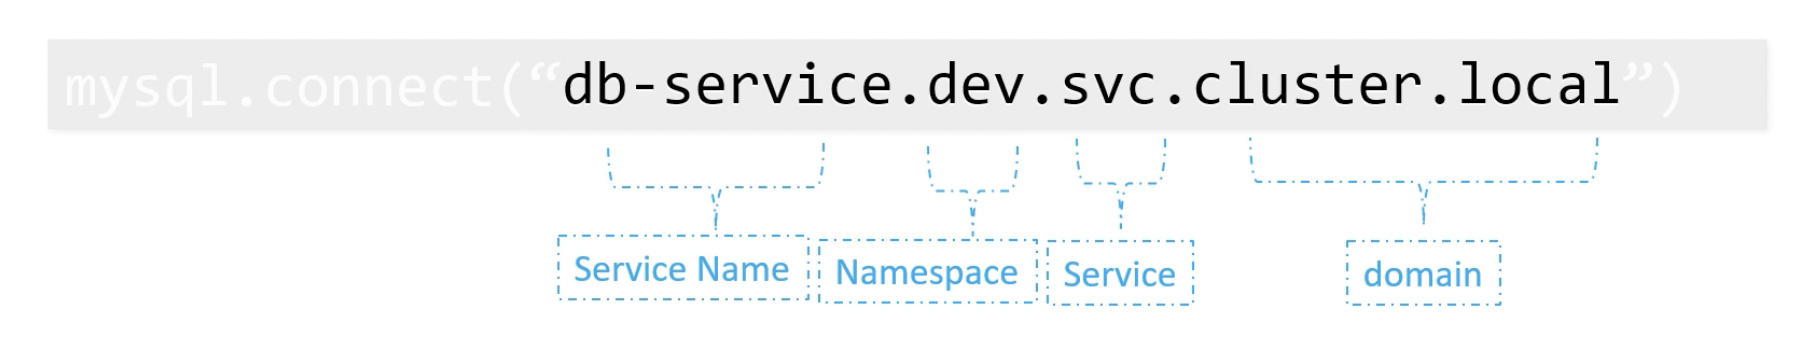 mysql.connect(“db-service.dev.svc.cluster.local”)
Service Name
Namespace
Service
domain